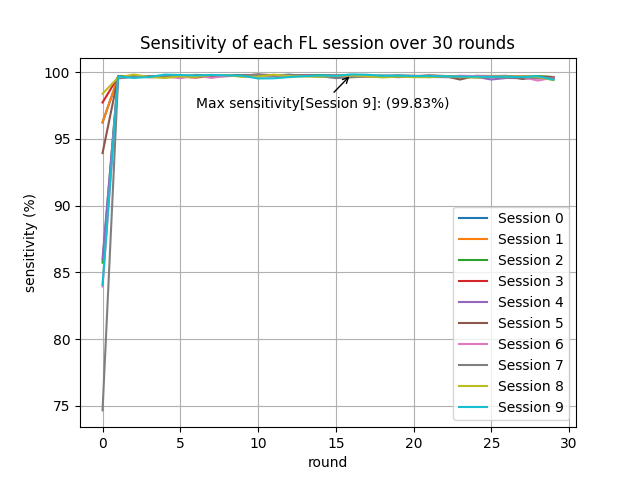 Sensitivity of each FL session over 30 rounds
100
95
90
85
80
75
sensitivity (%)
Max sensitivity[Session 9]: (99.83%)
Session 0
Session 1
Session 2
Session 3
Session 4
Session 5
Session 6
Session 7
Session 8
Session 9
0 5 10 15 20 25 30
round